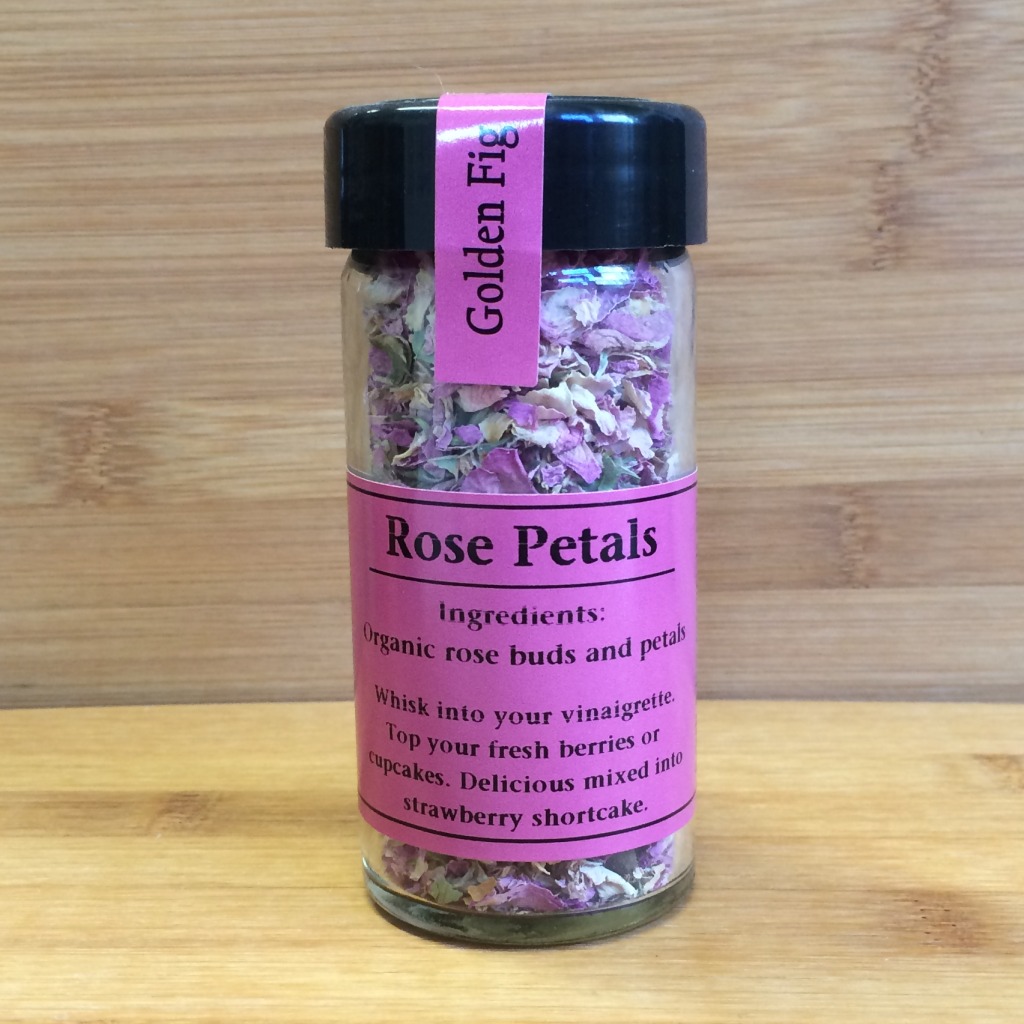 Golden Fig
Rose Petals
Ingredients:
Organic rose buds and petals
Whisk into your vinaigrette.
Top your fresh berries or
cupcakes. Delicious mixed into
strawberry shortcake.